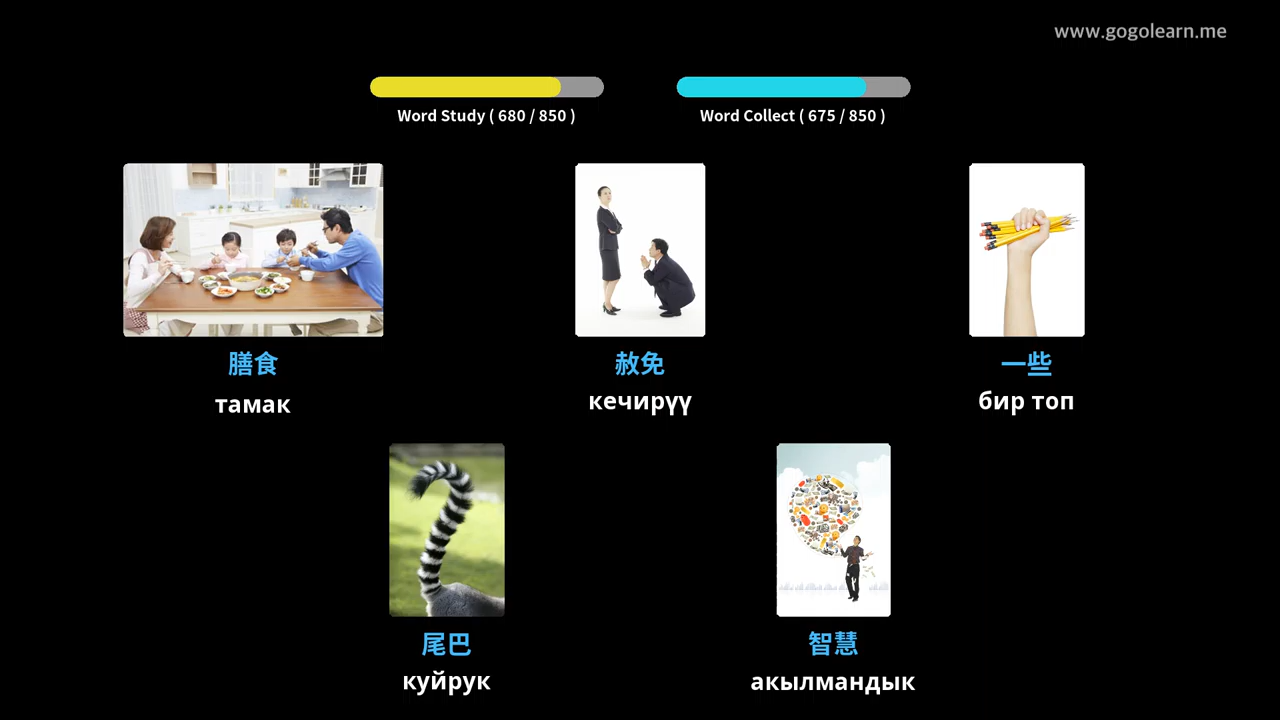 www.gogolearn.me
Word Study ( 680 / 850 )
Word Collect ( 675 / 850 )
膳食
тамак
赦免
кечирүү
一些
бир топ
尾巴
куйрук
智慧
акылмандык